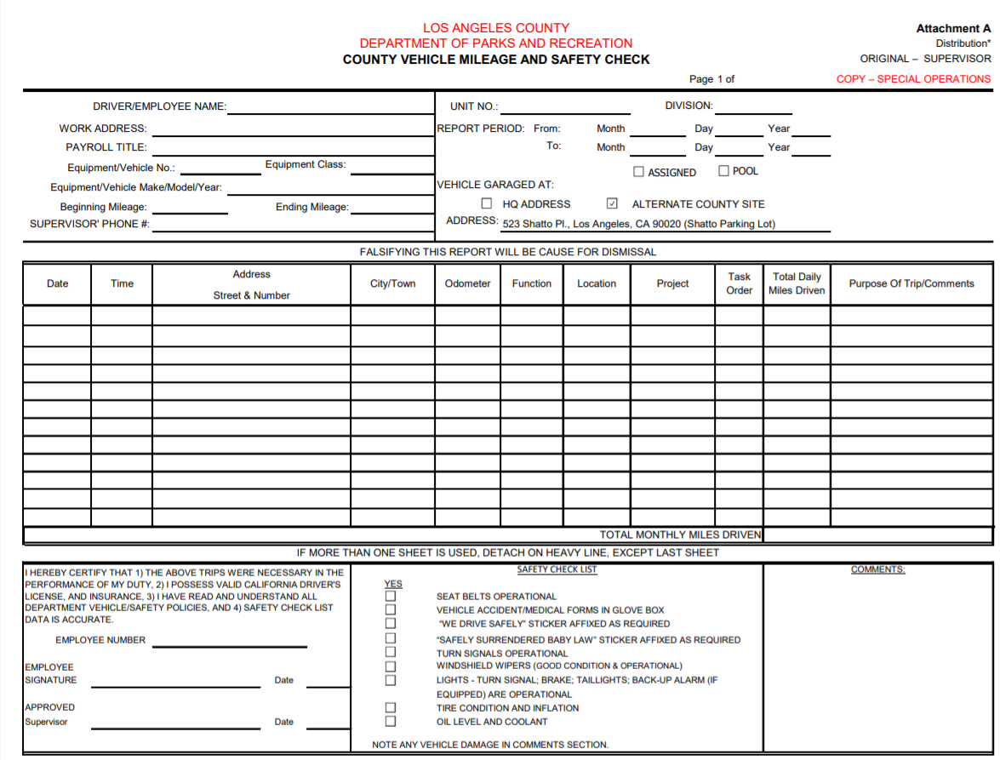 LOS ANGELES COUNTY
DEPARTMENT OF PARKS AND RECREATION
COUNTY VEHICLE MILEAGE AND SAFETY CHECK
Attachment A
Distribution*
ORIGINAL – SUPERVISOR
Page 1 of
COPY – SPECIAL OPERATIONS
DRIVER/EMPLOYEE NAME:
WORK ADDRESS:
PAYROLL TITLE:
Equipment/Vehicle No.: Equipment Class:
Equipment/Vehicle Make/Model/Year:
Beginning Mileage: Ending Mileage:
SUPERVISOR' PHONE #:
UNIT NO.: DIVISION:
REPORT PERIOD: From: Month Day Year
To: Month Day Year
ASSIGNED POOL
VEHICLE GARAGED AT:
HQ ADDRESS ALTERNATE COUNTY SITE
ADDRESS: 523 Shatto Pl., Los Angeles, CA 90020 (Shatto Parking Lot)
FALSIFYING THIS REPORT WILL BE CAUSE FOR DISMISSAL
Date
Time
Address
Street & Number
City/Town
Odometer
Function
Location
Project
Task
Order
Total Daily
Miles Driven
Purpose Of Trip/Comments
TOTAL MONTHLY MILES DRIVEN
IF MORE THAN ONE SHEET IS USED, DETACH ON HEAVY LINE, EXCEPT LAST SHEET
I HEREBY CERTIFY THAT 1) THE ABOVE TRIPS WERE NECESSARY IN THE
PERFORMANCE OF MY DUTY, 2) I POSSESS VALID CALIFORNIA DRIVER'S
LICENSE, AND INSURANCE, 3) I HAVE READ AND UNDERSTAND ALL
DEPARTMENT VEHICLE/SAFETY POLICIES, AND 4) SAFETY CHECK LIST
DATA IS ACCURATE.
EMPLOYEE NUMBER
EMPLOYEE
SIGNATURE Date
APPROVED
Supervisor Date
SAFETY CHECK LIST
YES
SEAT BELTS OPERATIONAL
VEHICLE ACCIDENT/MEDICAL FORMS IN GLOVE BOX
"WE DRIVE SAFELY" STICKER AFFIXED AS REQUIRED
"SAFELY SURRENDERED BABY LAW" STICKER AFFIXED AS REQUIRED
TURN SIGNALS OPERATIONAL
WINDSHIELD WIPERS (GOOD CONDITION & OPERATIONAL)
LIGHTS - TURN SIGNAL; BRAKE; TAILLIGHTS; BACK-UP ALARM (IF
EQUIPPED) ARE OPERATIONAL
TIRE CONDITION AND INFLATION
OIL LEVEL AND COOLANT
NOTE ANY VEHICLE DAMAGE IN COMMENTS SECTION.
COMMENTS: